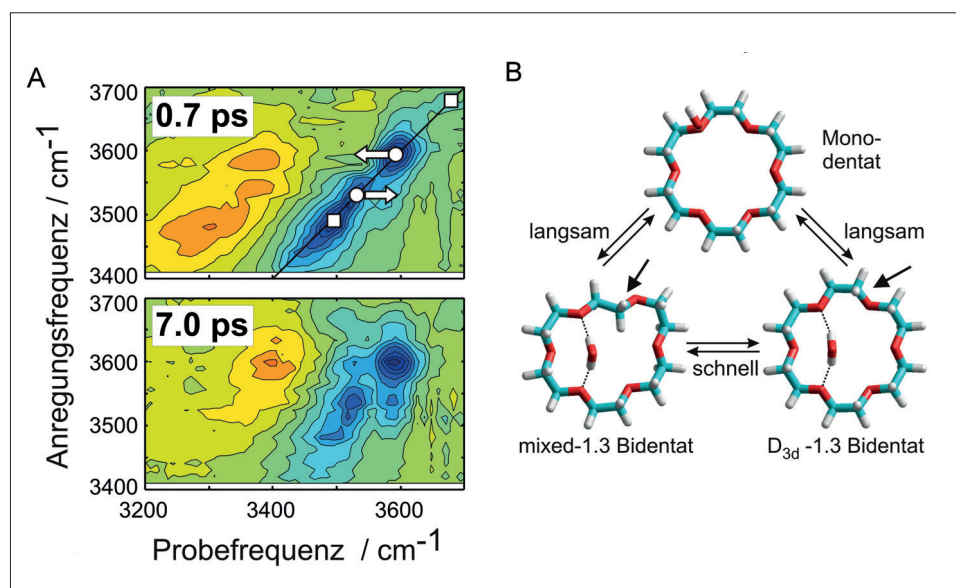 A
0.7 ps
3700
3600
3500
3400
7.0 ps
3700
3600
3500
3400
3200
3400
3600
Anregungsfrequenz / cm-1
Probefrequenz / cm-1
B
Mono-
dentat
langsam
langsam
schnell
mixed-1.3 Bidentat
D3d -1.3 Bidentat